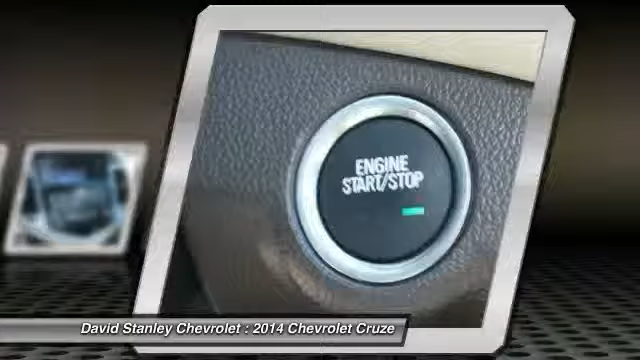 ENGINE
START/STOP
David Stanley Chevrolet : 2014 Chevrolet Cruze